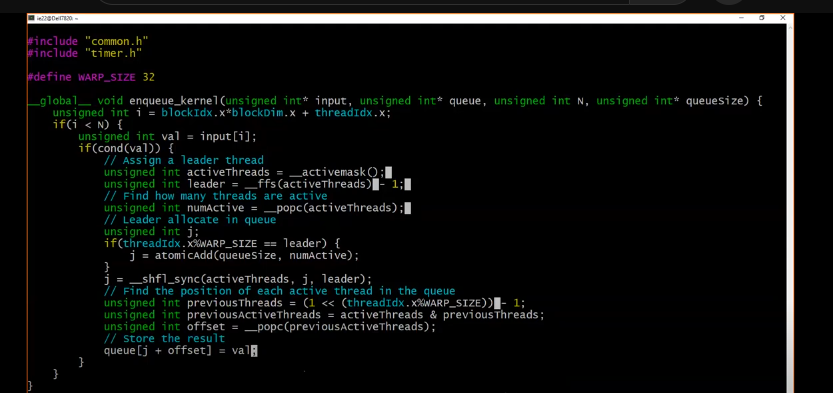 ie22@Dell7820: ~
#include "common.h"
#include "timer.h"
#define WARP_SIZE 32
__global__ void enqueue_kernel(unsigned int* input, unsigned int* queue, unsigned int N, unsigned int* queueSize) {
unsigned int i = blockIdx.x*blockDim.x + threadIdx.x;
if(i < N) {
unsigned int val = input[i];
if(cond(val)) {
// Assign a leader thread
unsigned int activeThreads = __activemask();
unsigned int leader = __ffs(activeThreads) - 1;
// Find how many threads are active
unsigned int numActive = __popc(activeThreads);
// Leader allocate in queue
unsigned int j;
if(threadIdx.x%WARP_SIZE == leader) {
j = atomicAdd(queueSize, numActive);
}
j = __shfl_sync(activeThreads, j, leader);
// Find the position of each active thread in the queue
unsigned int previousThreads = (1 << (threadIdx.x%WARP_SIZE)) - 1;
unsigned int previousActiveThreads = activeThreads & previousThreads;
unsigned int offset = __popc(previousActiveThreads);
// Store the result
queue[j + offset] = val;
}
}
}